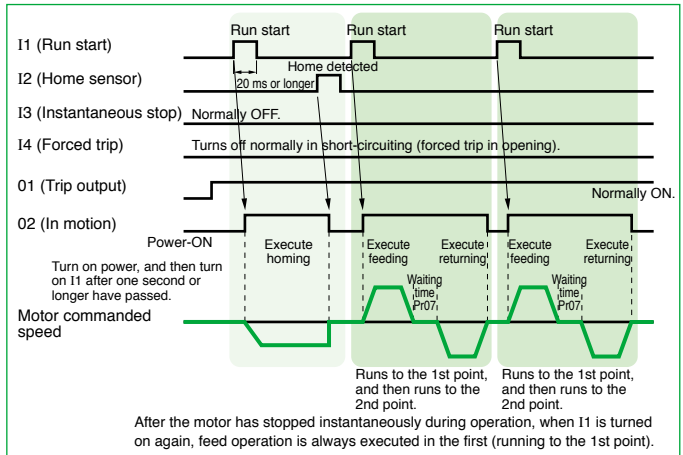 Run start
Run start
Run start
I1 (Run start)
Home detected
I2 (Home sensor)
20 ms or longer
I3 (Instantaneous stop)
Normally OFF.
I4 (Forced trip)
Turns off normally in short-circuiting (forced trip in opening).
01 (Trip output)
Normally ON.
02 (In motion)
Power-ON
Execute
homing
Execute
feeding
Execute
returning
Execute
feeding
Execute
returning
Turn on power, and then turn
on I1 after one second or
longer have passed.
Waiting
time
Pr07
Waiting
time
Pr07
Motor commanded
speed
Runs to the 1st point,
and then runs to the
2nd point.
Runs to the 1st point,
and then runs to the
2nd point.
After the motor has stopped instantaneously during operation, when I1 is turned
on again, feed operation is always executed in the first (running to the 1st point).